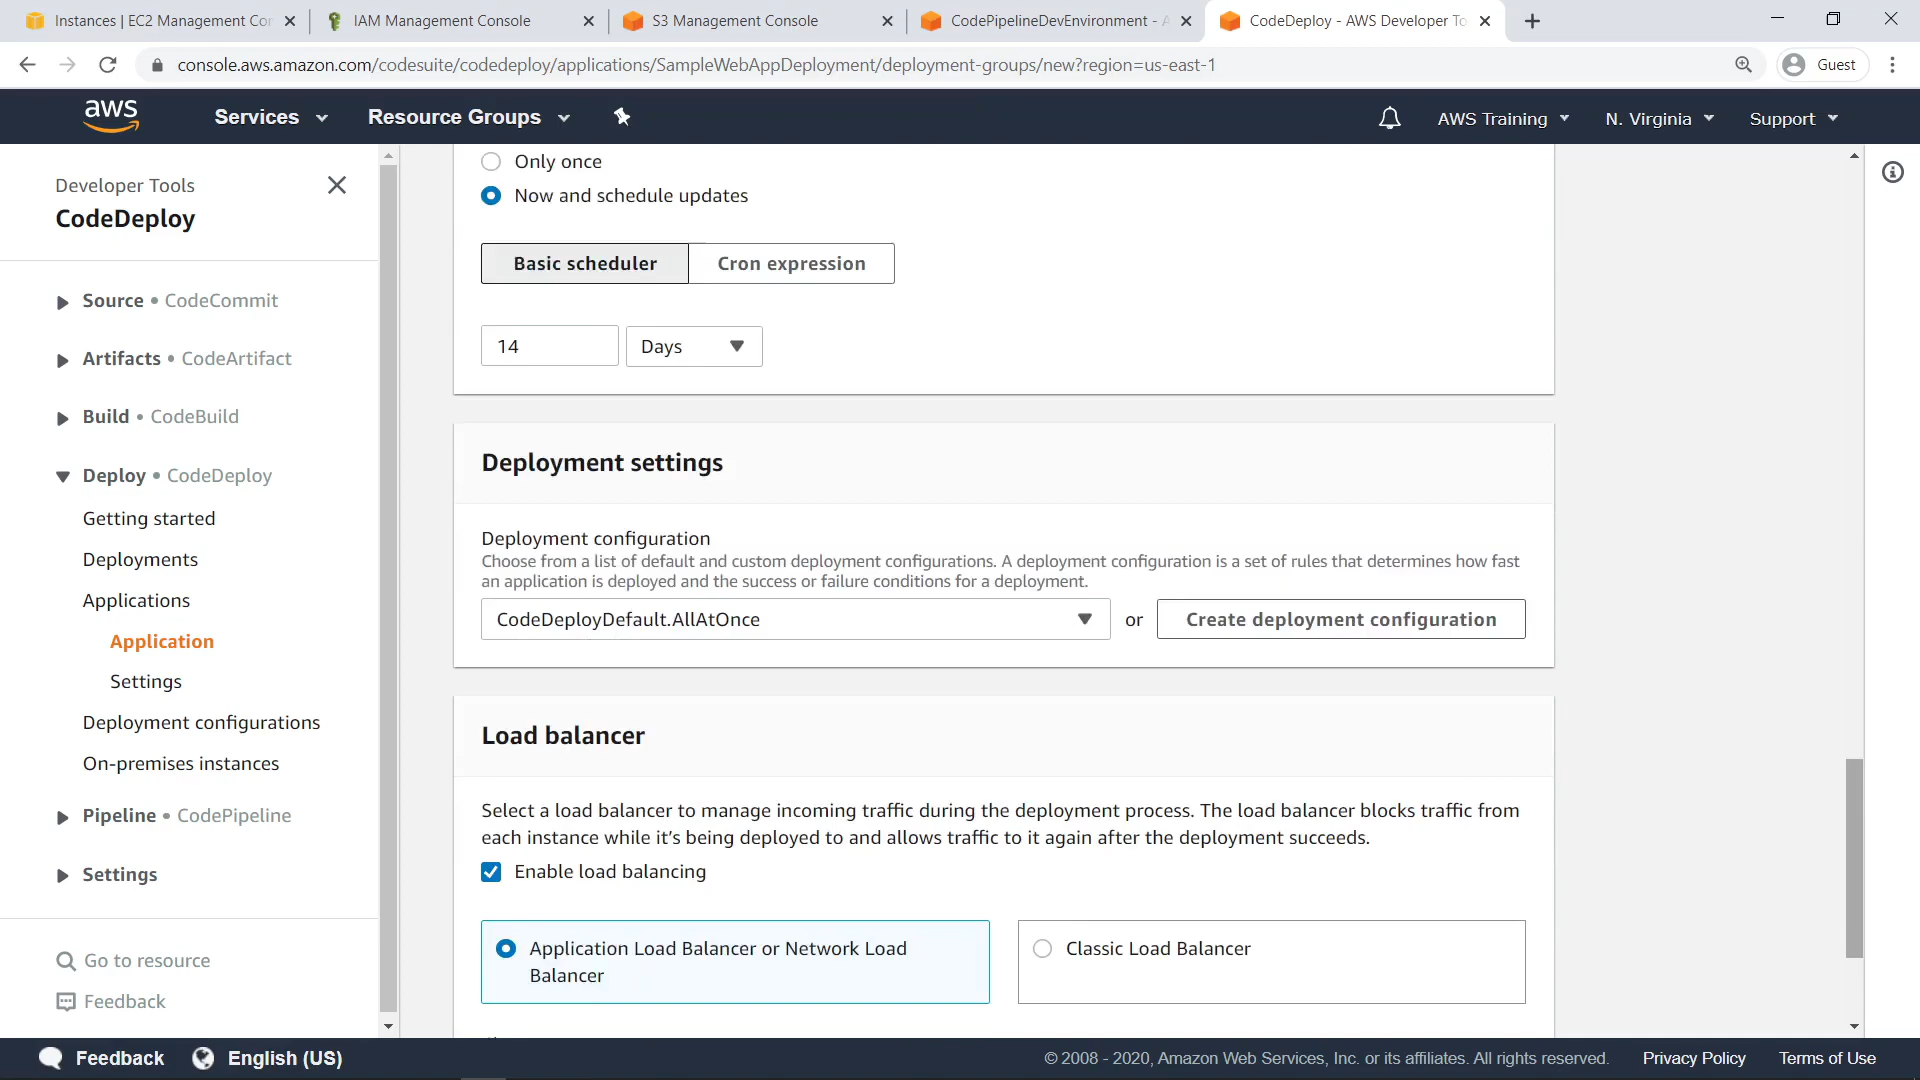 Instances | EC2 Management Con
IAM Management Console
S3 Management Console
CodePipelineDevEnvironment - A
CodeDeploy - AWS Developer To
console.aws.amazon.com/codesuite/codedeploy/applications/SampleWebAppDeployment/deployment-groups/new?region=us-east-1
Guest
aws
Services
Resource Groups
AWS Training
N. Virginia
Support
Developer Tools
CodeDeploy
Source • CodeCommit
Artifacts • CodeArtifact
Build • CodeBuild
Deploy • CodeDeploy
Getting started
Deployments
Applications
Application
Settings
Deployment configurations
On-premises instances
Pipeline • CodePipeline
Settings
Go to resource
Feedback
Only once
Now and schedule updates
Basic scheduler
Cron expression
14
Days
Deployment settings
Deployment configuration
Choose from a list of default and custom deployment configurations. A deployment configuration is a set of rules that determines how fast
an application is deployed and the success or failure conditions for a deployment.
CodeDeployDefault.AllAtOnce
or
Create deployment configuration
Load balancer
Select a load balancer to manage incoming traffic during the deployment process. The load balancer blocks traffic from
each instance while it's being deployed to and allows traffic to it again after the deployment succeeds.
Enable load balancing
Application Load Balancer or Network Load
Balancer
Classic Load Balancer
Feedback
English (US)
© 2008 - 2020, Amazon Web Services, Inc. or its affiliates. All rights reserved.
Privacy Policy
Terms of Use